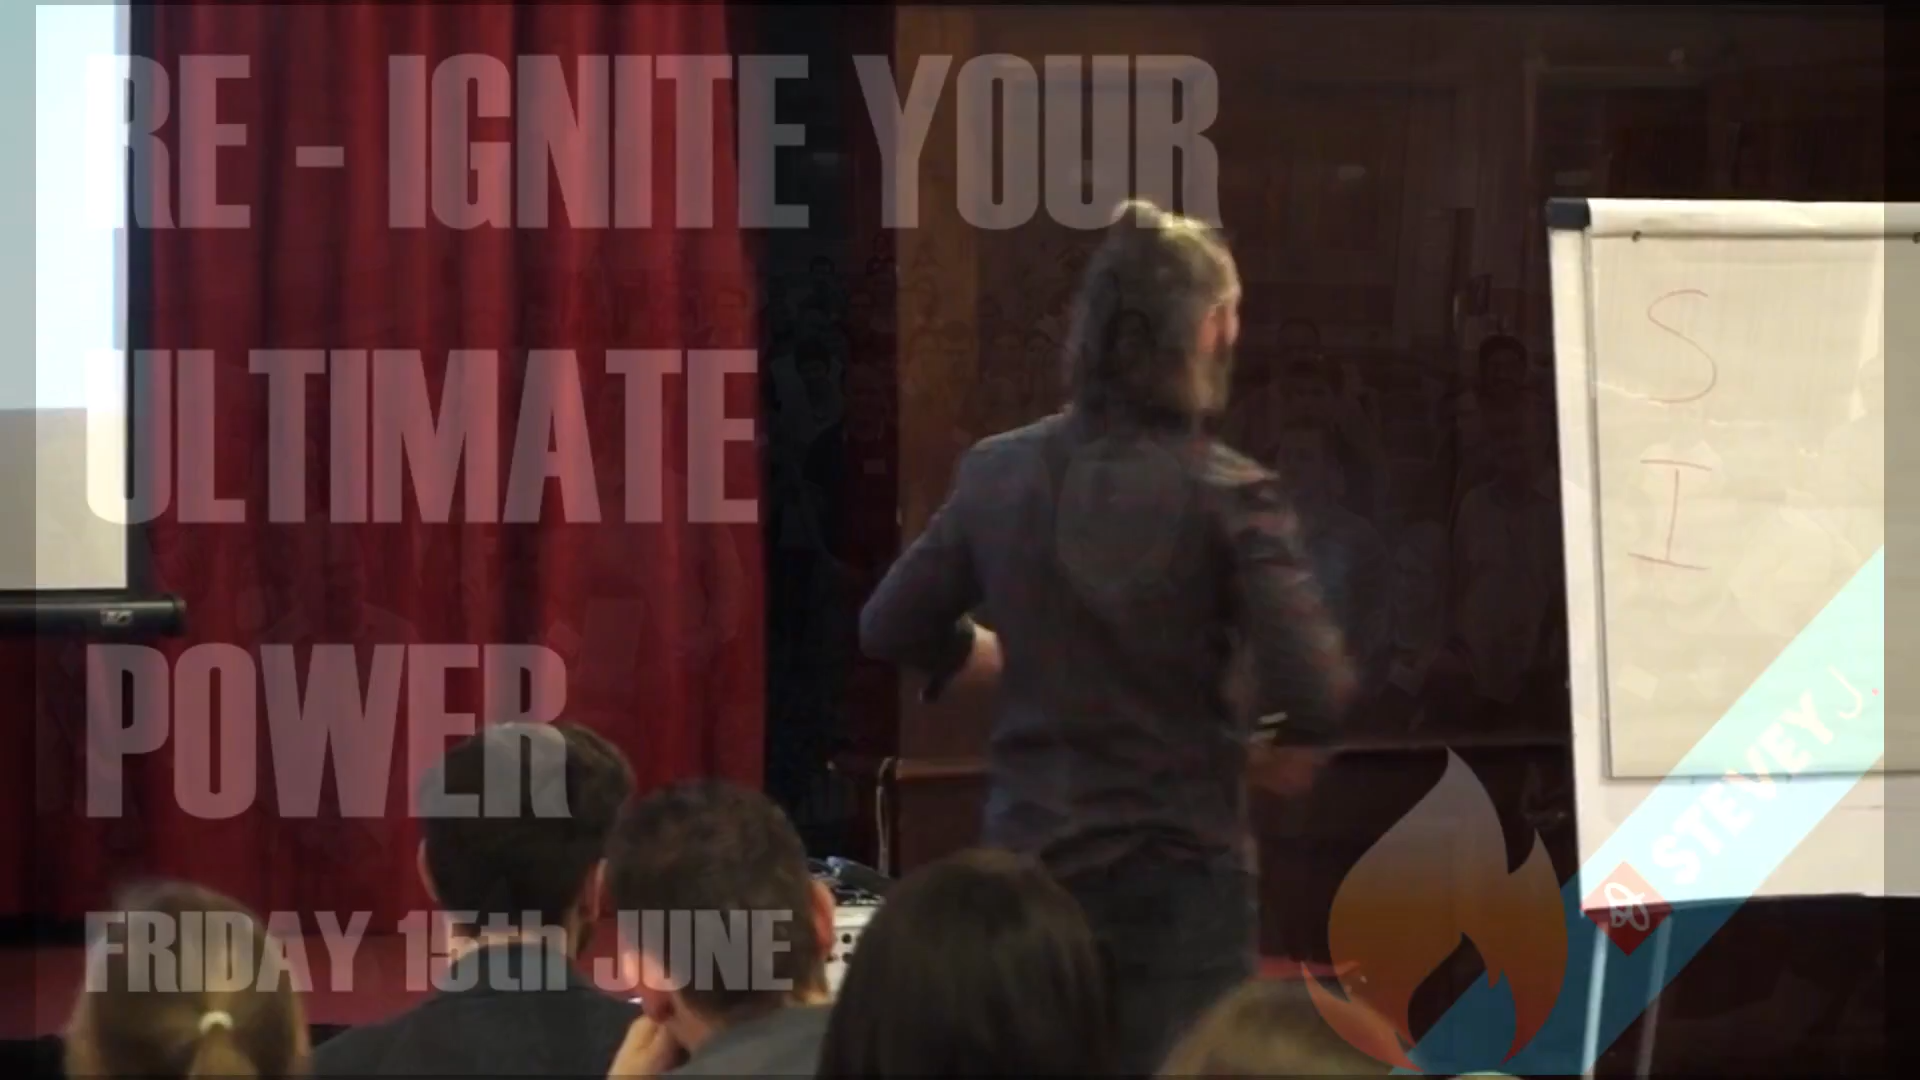 RE - IGNITE YOUR
ULTIMATE
POWER
FRIDAY 15th JUNE
S
I
STEVEY J.